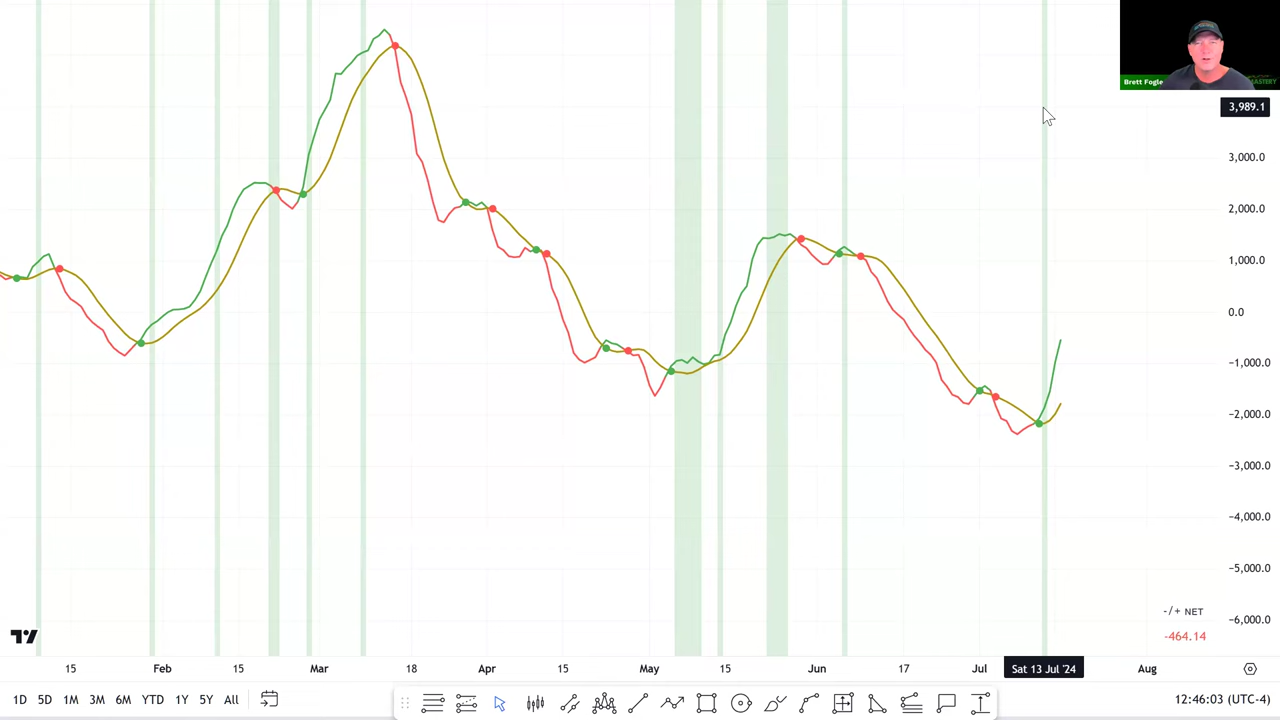 Brett Fogle
MASTERY
3,989.1
3,000.0
2,000.0
1,000.0
0.0
−1,000.0
−2,000.0
−3,000.0
−4,000.0
−5,000.0
−6,000.0
-/+ NET
-464.14
15 Feb 15 Mar 18 Apr 15 May 15 Jun 17 Jul Sat 13 Jul '24 Aug
1D 5D 1M 3M 6M YTD 1Y 5Y All
12:46:03 (UTC-4)